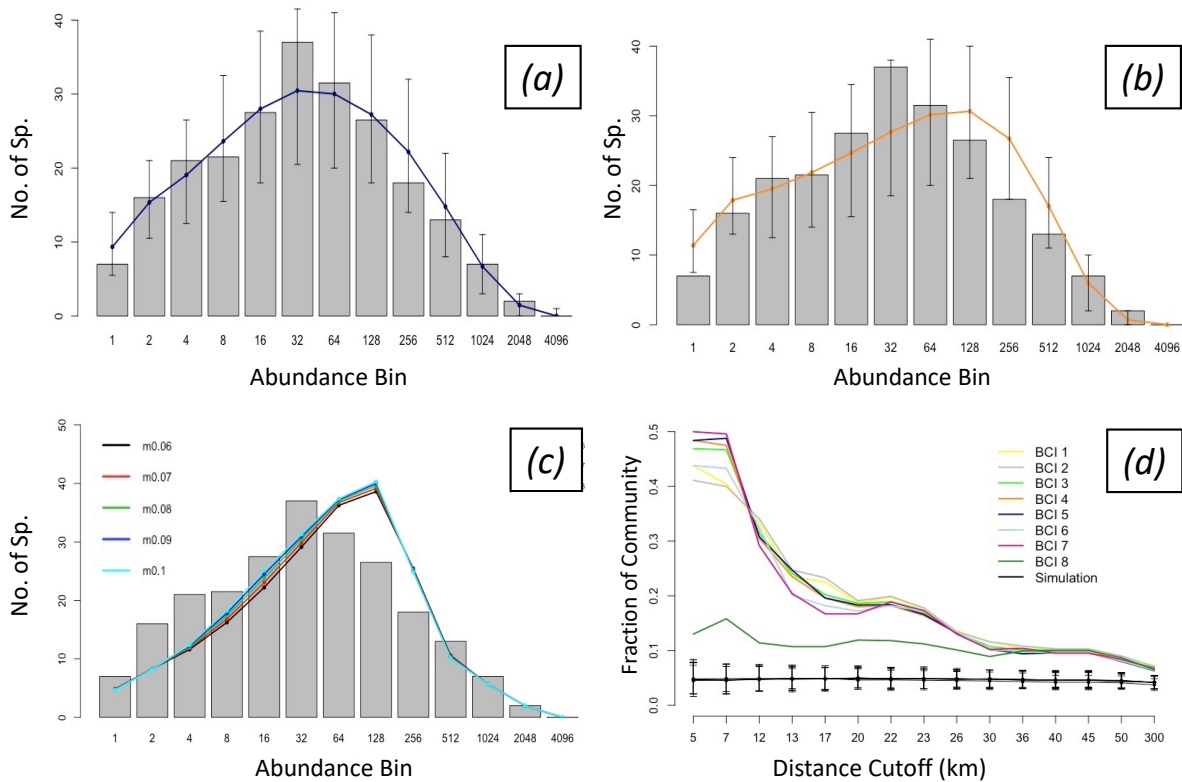 (a)
No. of Sp.
40
30
20
10
0
1 2 4 8 16 32 64 128 256 512 1024 2048 4096
Abundance Bin
(b)
No. of Sp.
40
30
20
10
0
1 2 4 8 16 32 64 128 256 512 1024 2048 4096
Abundance Bin
(c)
No. of Sp.
50
40
30
20
10
0
m0.06
m0.07
m0.08
m0.09
m0.1
1 2 4 8 16 32 64 128 256 512 1024 2048 4096
Abundance Bin
(d)
Fraction of Community
0.5
0.4
0.3
0.2
0.1
0.0
BCI 1
BCI 2
BCI 3
BCI 4
BCI 5
BCI 6
BCI 7
BCI 8
Simulation
5 7 12 13 17 20 22 23 26 30 36 40 45 50 300
Distance Cutoff (km)